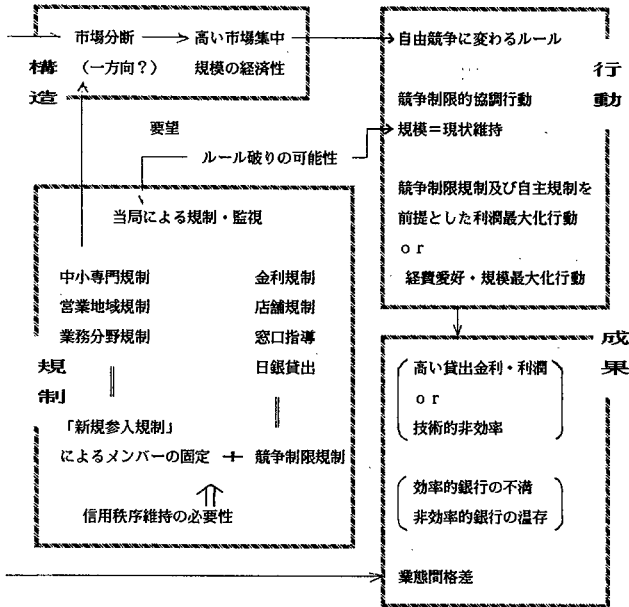 市場分断 高い市場集中
（一方向？） 規模の経済性
構造
自由競争に変わるルール
…
競争制限的協調行動
規模＝現状維持
競争制限規制及び自主規制を
前提とした利潤最大化行動
or
経費愛好・規模最大化行動
行動
要望
ルール破りの可能性
当局による規制・監視
中小専門規制 金利規制
営業地域規制 店舗規制
業務分野規制 窓口指導
日銀貸出
規制
「新規参入規制」
によるメンバーの固定 ＋ 競争制限規制
信用秩序維持の必要性
成果
高い貸出金利・利潤
or
技術的非効率
効率的銀行の不満
非効率的銀行の温存
業態間格差